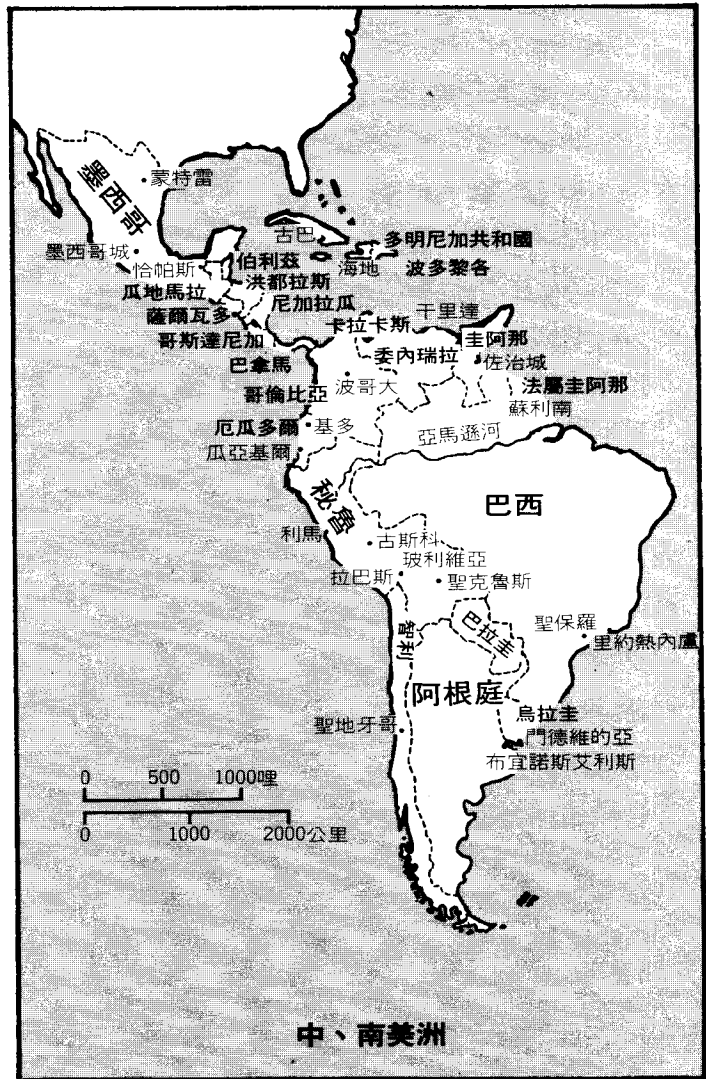 墨西哥
蒙特雷
墨西哥城
恰帕斯
古巴
多明尼加共和國
海地
波多黎各
伯利茲
洪都拉斯
瓜地馬拉
尼加拉瓜
薩爾瓦多
哥斯達尼加
巴拿馬
卡拉卡斯
千里達
委內瑞拉
圭阿那
佐治城
法屬圭阿那
蘇利南
哥倫比亞
波哥大
厄瓜多爾
基多
瓜亞基爾
亞馬遜河
秘魯
巴西
利馬
古斯科
玻利維亞
拉巴斯
聖克魯斯
智利
巴拉圭
聖保羅
里約熱內盧
阿根庭
烏拉圭
聖地牙哥
門德維的亞
布宜諾斯艾利斯
0 500 1000哩
0 1000 2000公里
中、南美洲